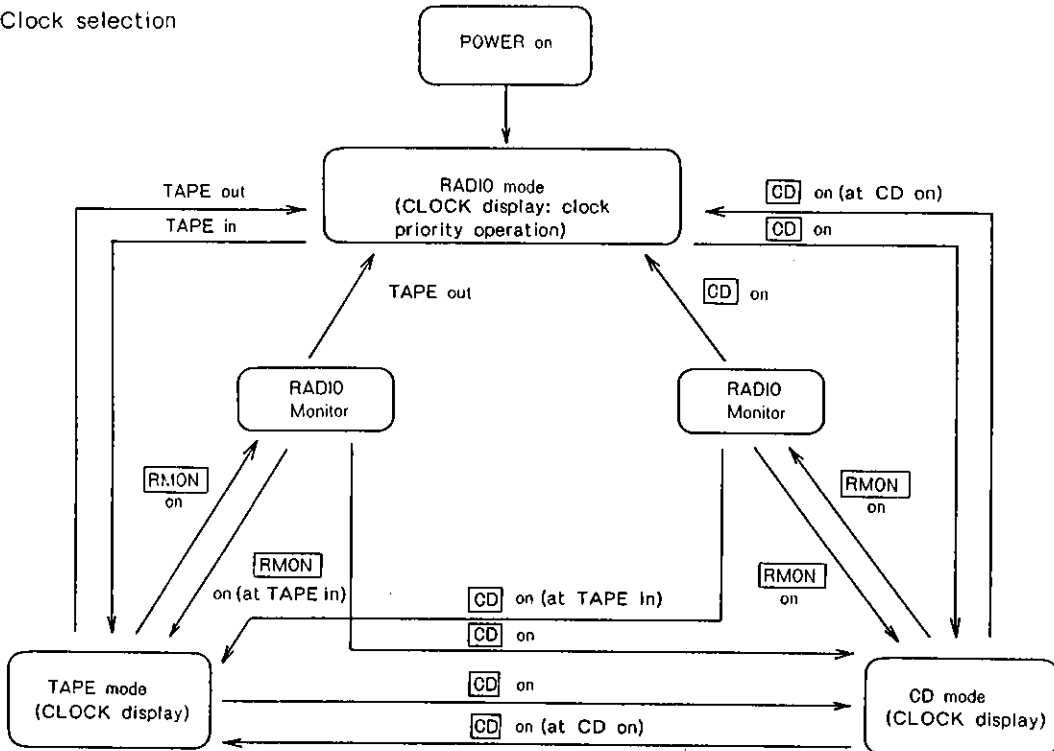 Clock selection
POWER on
RADIO mode
(CLOCK display: clock
priority operation)
TAPE out
TAPE in
CD on (at CD on)
CD on
TAPE out
CD on
RADIO
Monitor
RADIO
Monitor
RMON
on
RMON
on
RMON
on (at TAPE in)
RMON
on
CD on (at TAPE in)
CD on
TAPE mode
(CLOCK display)
CD on
CD on (at CD on)
CD mode
(CLOCK display)